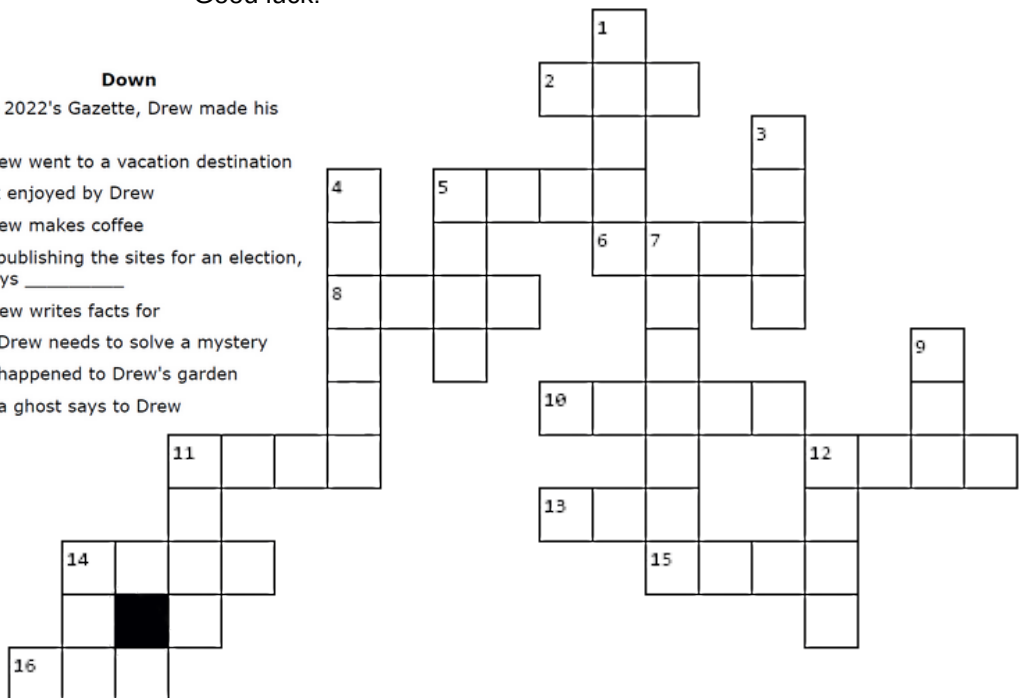 Good luck!
Down
2022's Gazette, Drew made his
ew went to a vacation destination
enjoyed by Drew
ew makes coffee
publishing the sites for an election,
ys __________
ew writes facts for
Drew needs to solve a mystery
happened to Drew's garden
a ghost says to Drew
1
2
3
4
5
6
7
8
9
10
11
12
13
14
15
16